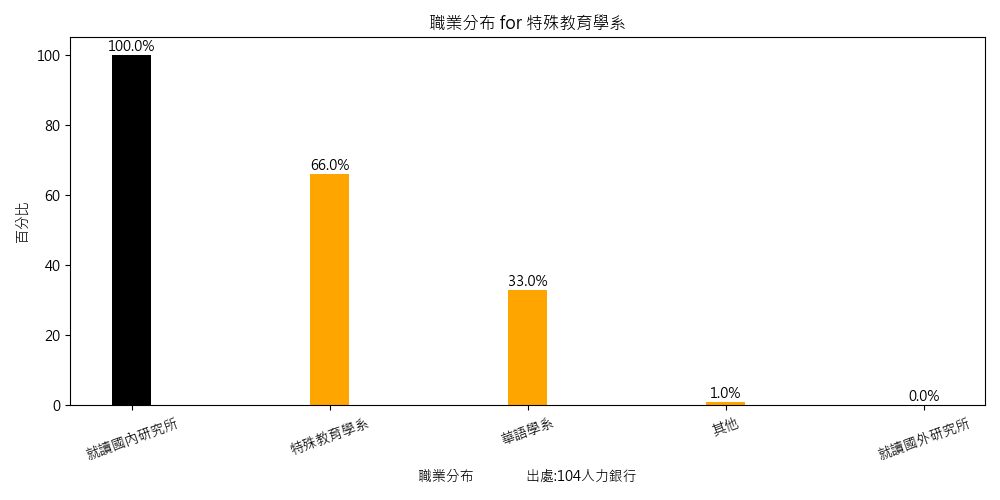 職業分布 for 特殊教育學系
百分比
100
80
60
40
20
0
100.0%
66.0%
33.0%
1.0%
0.0%
就讀國內研究所
特殊教育學系
華語學系
其他
就讀國外研究所
職業分布 出處:104人力銀行